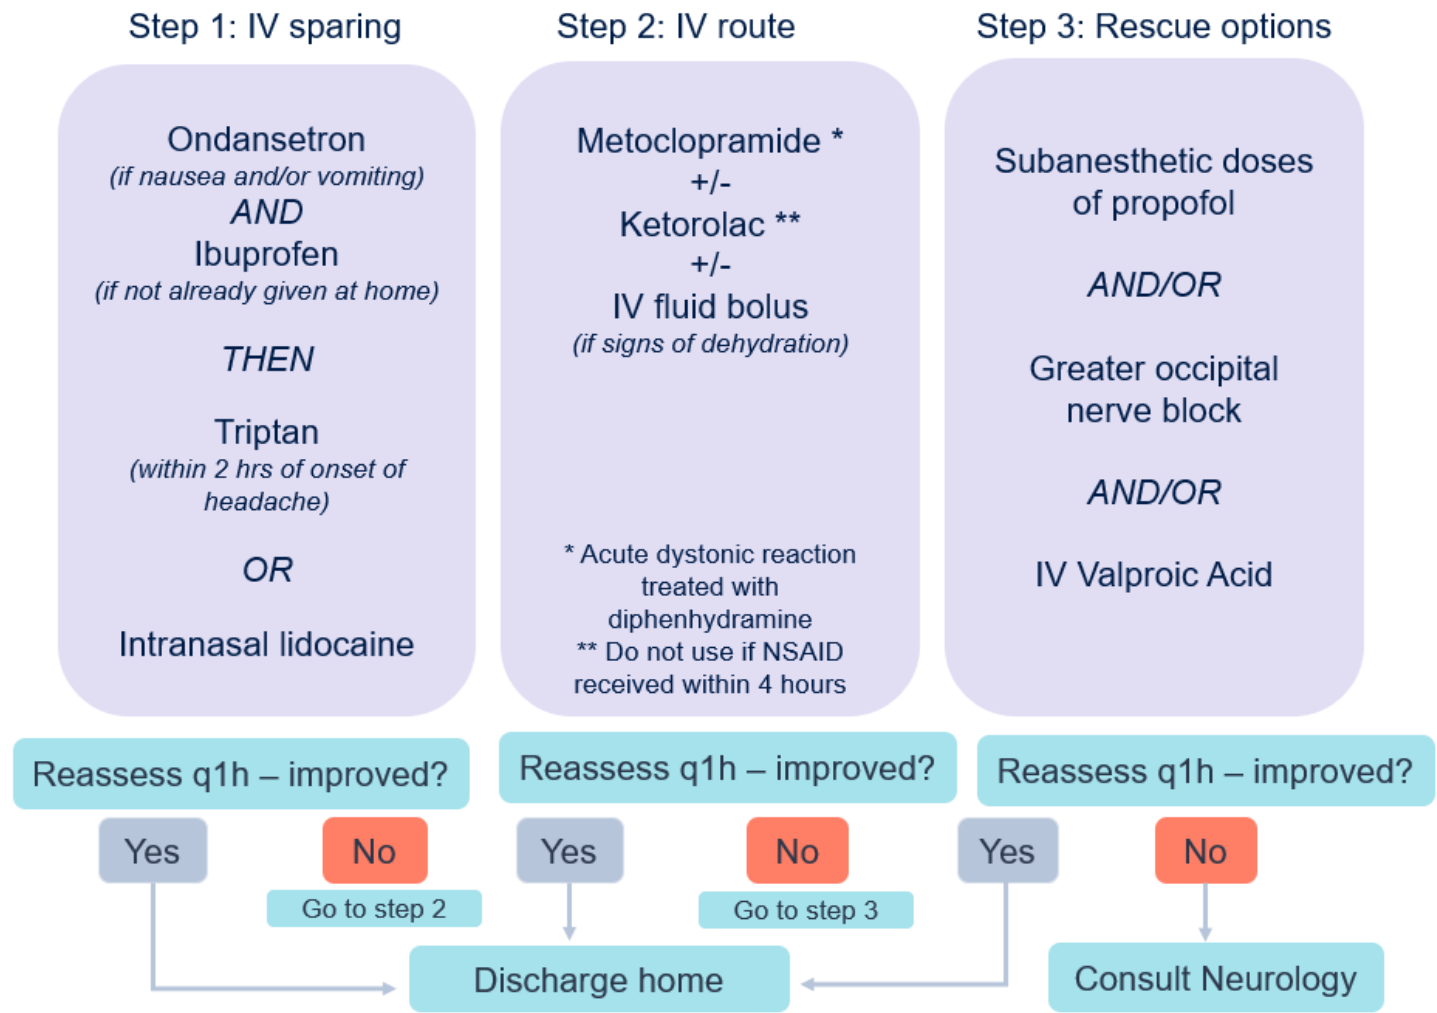 Step 1: IV sparing
Ondansetron
(if nausea and/or vomiting)
AND
Ibuprofen
(if not already given at home)
THEN
Triptan
(within 2 hrs of onset of
headache)
OR
Intranasal lidocaine
Reassess q1h – improved?
Yes
No
Go to step 2
Step 2: IV route
Metoclopramide *
+/-
Ketorolac **
+/-
IV fluid bolus
(if signs of dehydration)
* Acute dystonic reaction
treated with
diphenhydramine
** Do not use if NSAID
received within 4 hours
Reassess q1h – improved?
Yes
No
Go to step 3
Step 3: Rescue options
Subanesthetic doses
of propofol
AND/OR
Greater occipital
nerve block
AND/OR
IV Valproic Acid
Reassess q1h – improved?
Yes
No
Discharge home
Consult Neurology